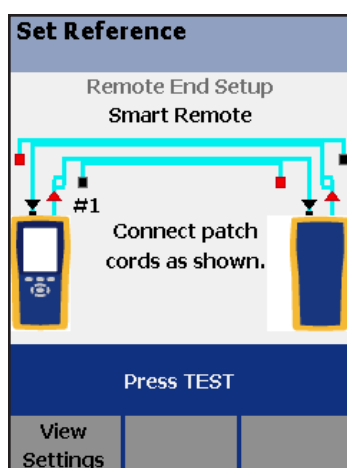 Set Reference
Remote End Setup
Smart Remote
#1
Connect patch
cords as shown.
Press TEST
View
Settings